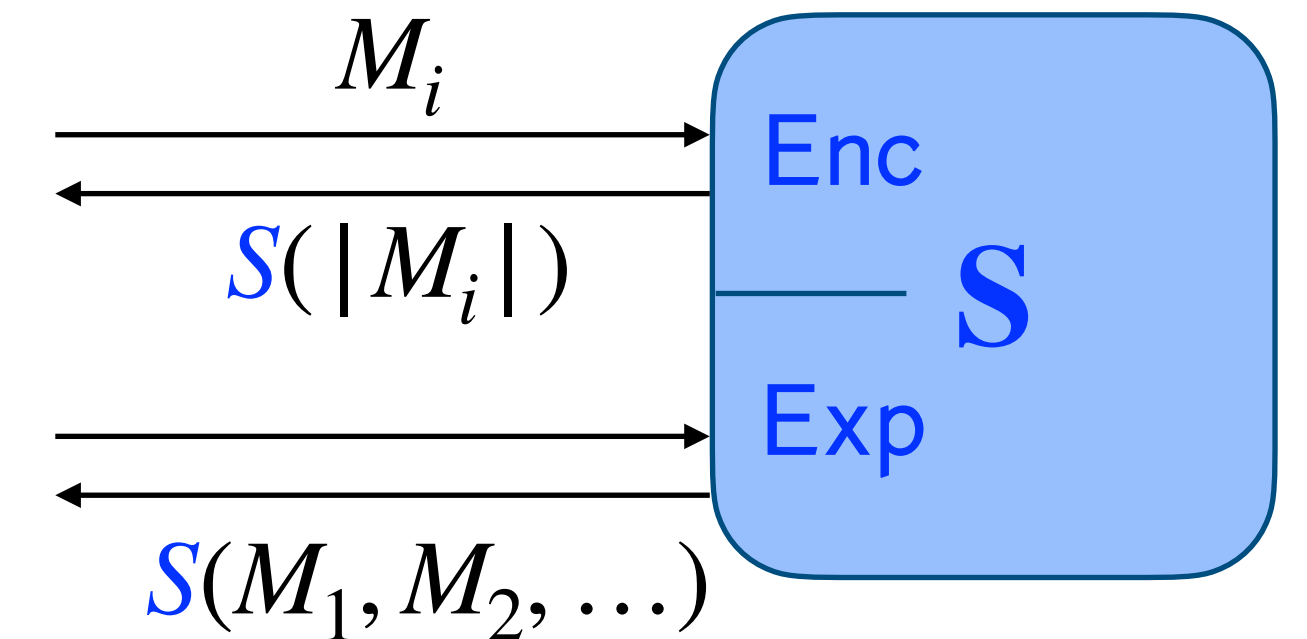 M_i
Enc
S(|M_i|)
S
Exp
S(M_1, M_2, …)